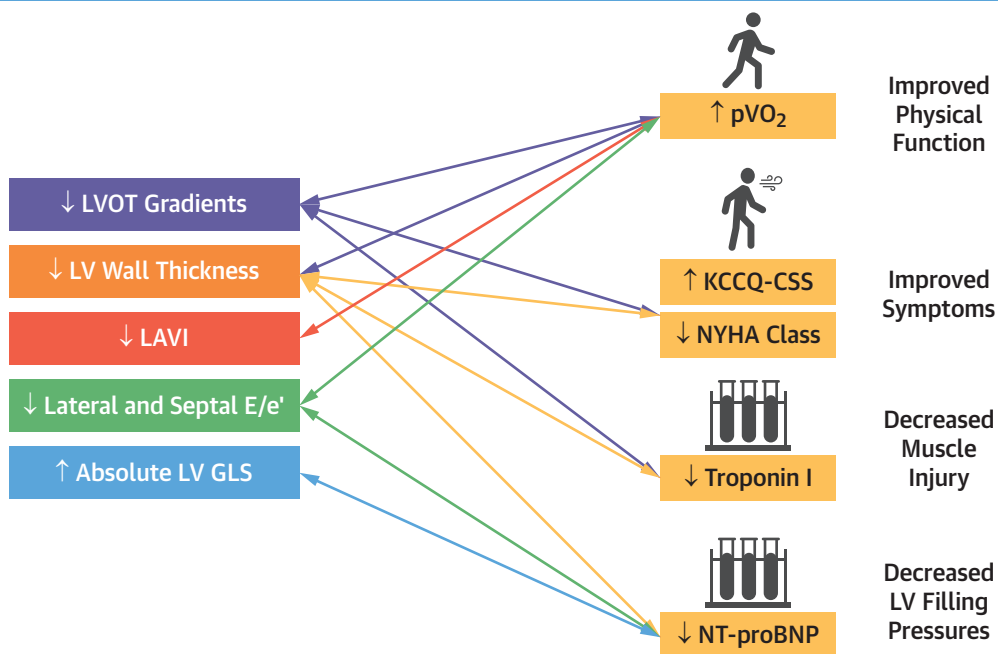 ↓ LVOT Gradients
↓ LV Wall Thickness
↓ LAVI
↓ Lateral and Septal E/e'
↑ Absolute LV GLS
↑ pVO₂
↑ KCCQ-CSS
↓ NYHA Class
↓ Troponin I
↓ NT-proBNP
Improved
Physical
Function
Improved
Symptoms
Decreased
Muscle
Injury
Decreased
LV Filling
Pressures